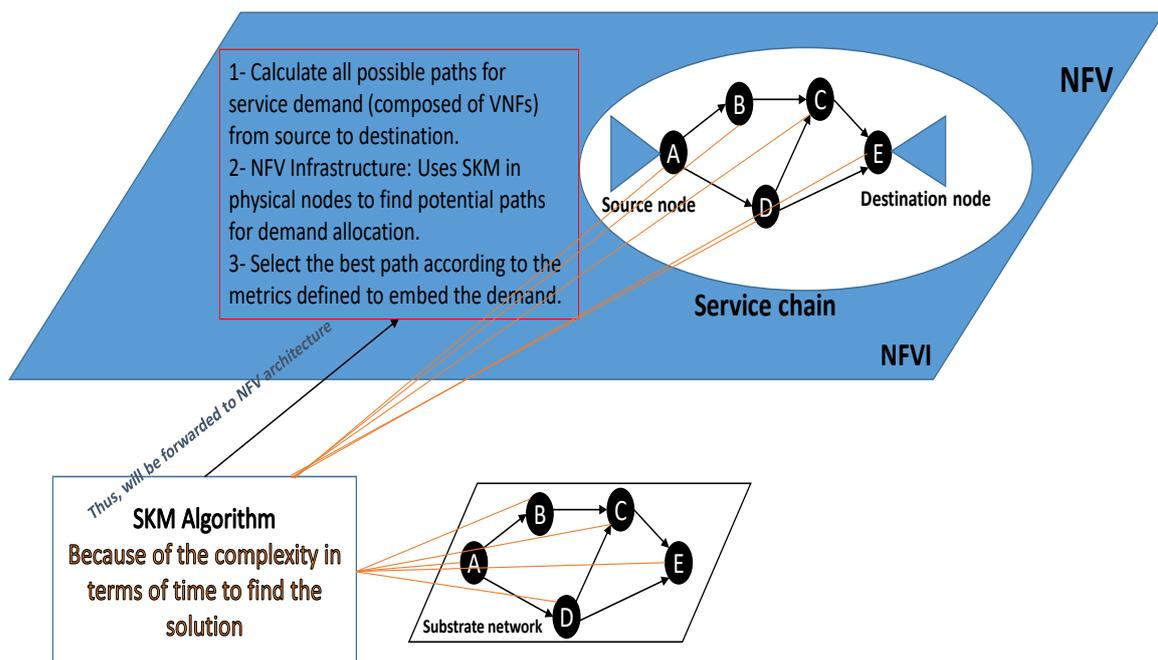 1- Calculate all possible paths for
service demand (composed of VNFs)
from source to destination.
2- NFV Infrastructure: Uses SKM in
physical nodes to find potential paths
for demand allocation.
3- Select the best path according to the
metrics defined to embed the demand.
NFV
B
C
A
E
D
Source node
Destination node
Service chain
NFVI
Thus, will be forwarded to NFV architecture
SKM Algorithm
Because of the complexity in
terms of time to find the
solution
B
C
A
E
D
Substrate network